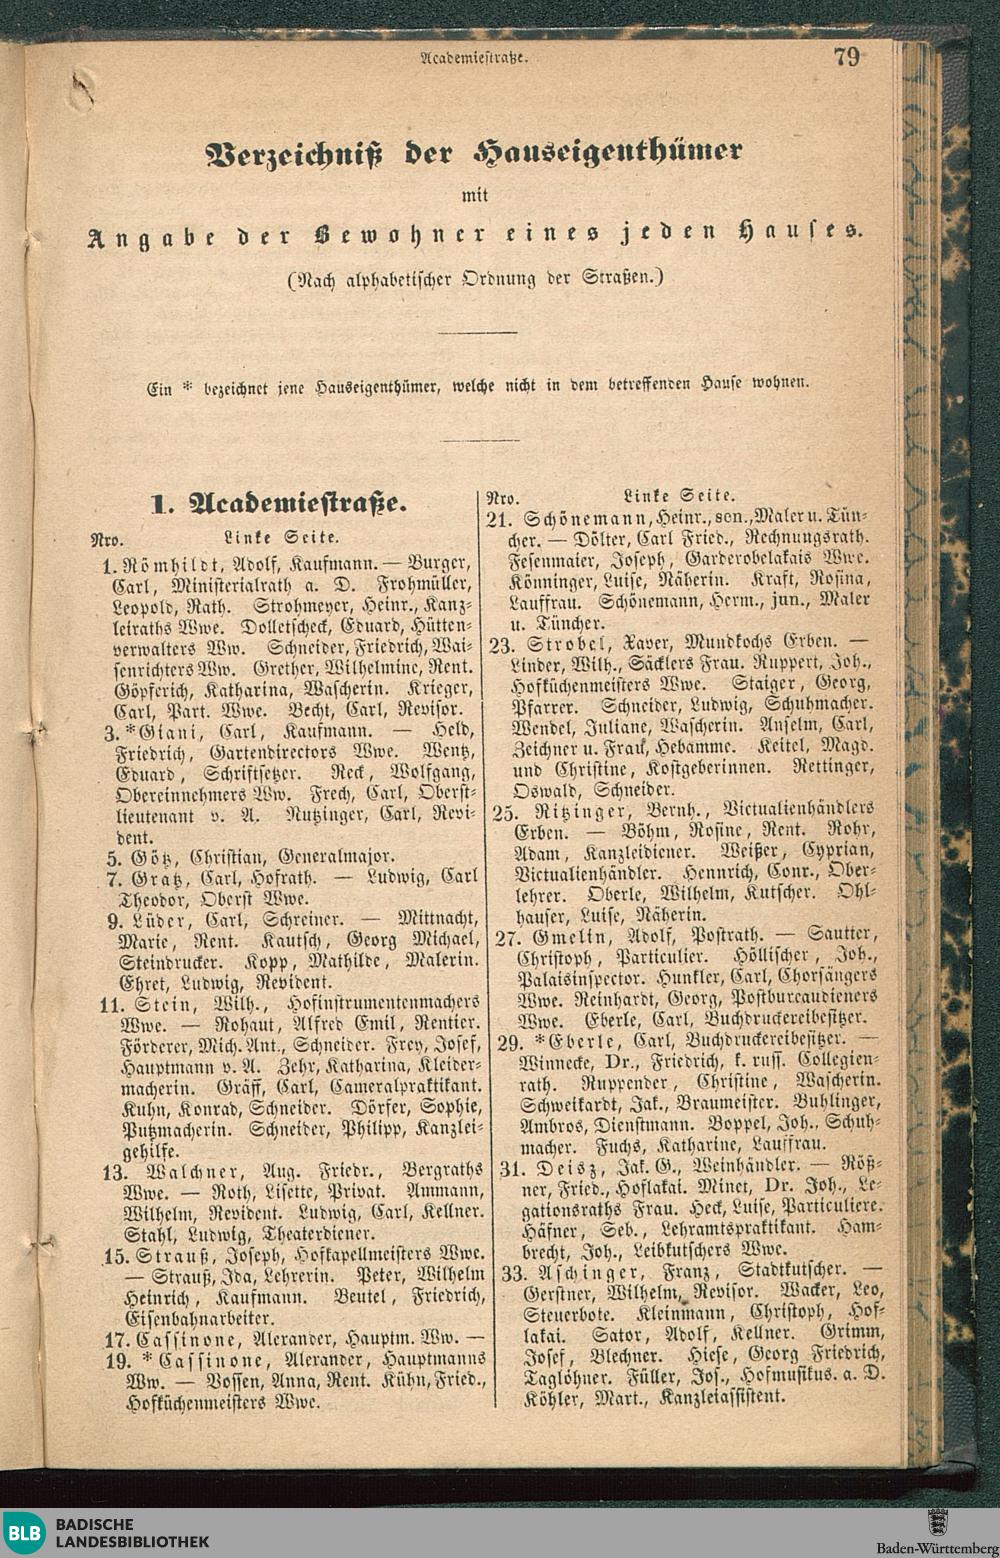 Academiestraße.
79
Verzeichniß der Hauseigenthümer
mit
Angabe der Bewohner eines jeden Hauses.
(Nach alphabetischer Ordnung der Straßen.)
Ein * bezeichnet jene Hauseigenthümer, welche nicht in dem betreffenden Hause wohnen.
1. Academiestraße.
Nro. Linke Seite.
1. Römhildt, Adolf, Kaufmann. — Burger,
Carl, Ministerialrath a. D. Frohmüller,
Leopold, Rath. Strohmeyer, Heinr., Kanz-
leiraths Wwe. Dolletscheck, Eduard, Hütten-
verwalters Ww. Schneider, Friedrich, Wai-
senrichters Ww. Grether, Wilhelmine, Rent.
Göpferich, Katharina, Wascherin. Krieger,
Carl, Part. Wwe. Becht, Carl, Revisor.
3. *Giani, Carl, Kaufmann. — Held,
Friedrich, Gartendirectors Wwe. Wentz,
Eduard, Schriftsetzer. Reck, Wolfgang,
Obereinnehmers Ww. Frech, Carl, Oberst-
lieutenant v. A. Nutzinger, Carl, Revi-
dent.
5. Götz, Christian, Generalmajor.
7. Gratz, Carl, Hofrath. — Ludwig, Carl
Theodor, Oberst Wwe.
9. Lüder, Carl, Schreiner. — Mittnacht,
Marie, Rent. Kautsch, Georg Michael,
Steindrucker. Kopp, Mathilde, Malerin.
Ehret, Ludwig, Revident.
11. Stein, Wilh., Hofinstrumentenmachers
Wwe. — Rohaut, Alfred Emil, Rentier.
Förderer, Mich. Ant., Schneider. Frey, Josef,
Hauptmann v. A. Zehr, Katharina, Kleider-
macherin. Gräff, Carl, Cameralpraktikant.
Kuhn, Konrad, Schneider. Dörfer, Sophie,
Putzmacherin. Schneider, Philipp, Kanzlei-
gehilfe.
13. Walchner, Aug. Friedr., Bergraths
Wwe. — Roth, Lisette, Privat. Ammann,
Wilhelm, Revident. Ludwig, Carl, Kellner.
Stahl, Ludwig, Theaterdiener.
15. Strauß, Joseph, Hofkapellmeisters Wwe.
— Strauß, Ida, Lehrerin. Peter, Wilhelm
Heinrich, Kaufmann. Beutel, Friedrich,
Eisenbahnarbeiter.
17. Cassinone, Alexander, Hauptm. Ww. —
19. *Cassinone, Alexander, Hauptmanns
Ww. — Vossen, Anna, Rent. Kühn, Fried.,
Hofküchenmeisters Wwe.
Nro. Linke Seite.
21. Schönemann, Heinr., sen., Maler u. Tün-
cher. — Dölter, Carl Fried., Rechnungsrath.
Fesenmaier, Joseph, Garderobelakais Wwe.
Könninger, Luise, Näherin. Kraft, Rosina,
Lauffrau. Schönemann, Herm., jun., Maler
u. Tüncher.
23. Strobel, Xaver, Mundkochs Erben. —
Linder, Wilh., Säcklers Frau. Ruppert, Joh.,
Hofküchenmeisters Wwe. Staiger, Georg,
Pfarrer. Schneider, Ludwig, Schuhmacher.
Wendel, Juliane, Wascherin. Anselm, Carl,
Zeichner u. Frau, Hebamme. Keitel, Magd.
und Christine, Kostgeberinnen. Rettinger,
Oswald, Schneider.
25. Ritzinger, Bernh., Victualienhändlers
Erben. — Böhm, Rosine, Rent. Rohr,
Adam, Kanzleidiener. Weißer, Cyprian,
Victualienhändler. Hennrich, Conr., Ober-
lehrer. Oberle, Wilhelm, Kutscher. Ohl-
hauser, Luise, Näherin.
27. Gmelin, Adolf, Postrath. — Sautter,
Christoph, Particulier. Höllischer, Joh.,
Palaisinspector. Hunkler, Carl, Chorsängers
Wwe. Reinhardt, Georg, Postbureaudieners
Wwe. Eberle, Carl, Buchdruckereibesitzer.
29. *Eberle, Carl, Buchdruckereibesitzer. —
Winnecke, Dr., Friedrich, k. russ. Collegien-
rath. Ruppender, Christine, Wascherin.
Schweikardt, Jak., Braumeister. Buhlinger,
Ambros, Dienstmann. Boppel, Joh., Schuh-
macher. Fuchs, Katharine, Lauffrau.
31. Deisz, Jak. G., Weinhändler. — Röß-
ner, Fried., Hoflakai. Minet, Dr. Joh., Le-
gationsraths Frau. Heck, Luise, Particuliere.
Häfner, Seb., Lehramtspraktikant. Ham-
brecht, Joh., Leibkutschers Wwe.
33. Aschinger, Franz, Stadtkutscher. —
Gerstner, Wilhelm, Revisor. Wacker, Leo,
Steuerbote. Kleinmann, Christoph, Hof-
lakai. Sator, Adolf, Kellner. Grimm,
Josef, Blechner. Hiese, Georg Friedrich,
Taglöhner. Füller, Jos., Hofmusikus. a. D.
Köhler, Mart., Kanzleiassistent.
BLB BADISCHE
LANDESBIBLIOTHEK
Baden-Württemberg